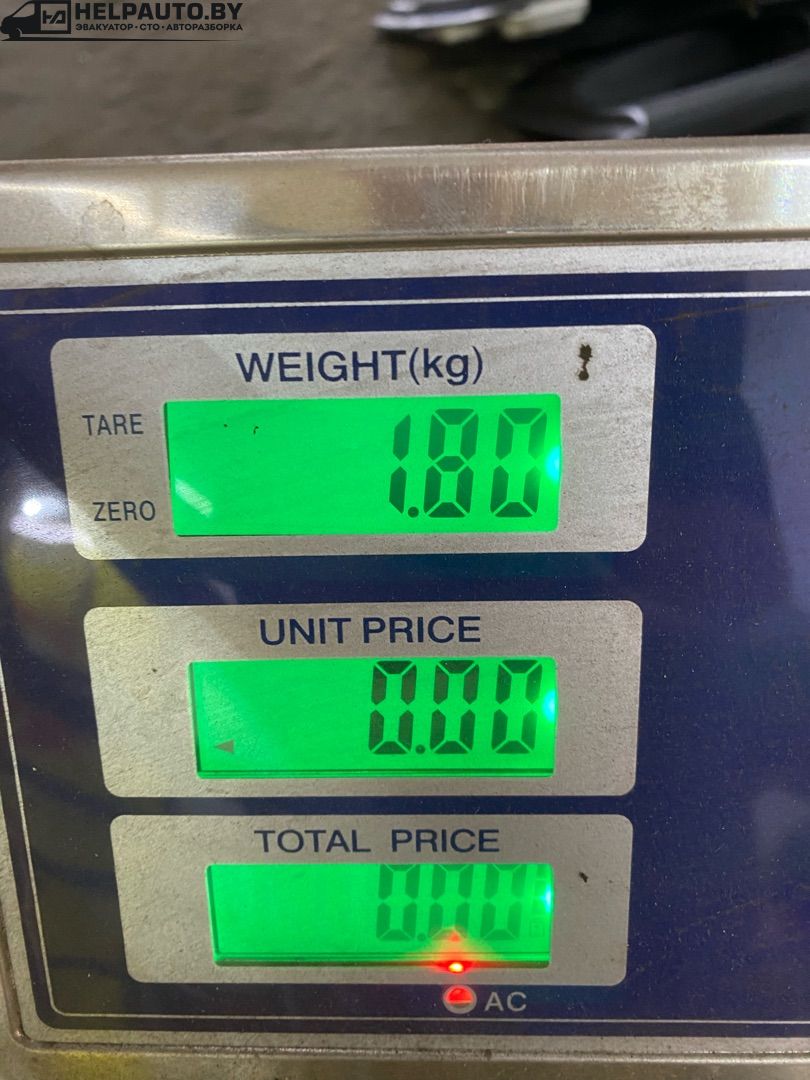 HELPAUTO.BY
ЭВАКУАТОР • СТО • АВТОРАЗБОРКА
WEIGHT(kg)
TARE
1.80
ZERO
UNIT PRICE
0.00
TOTAL PRICE
0.00
AC